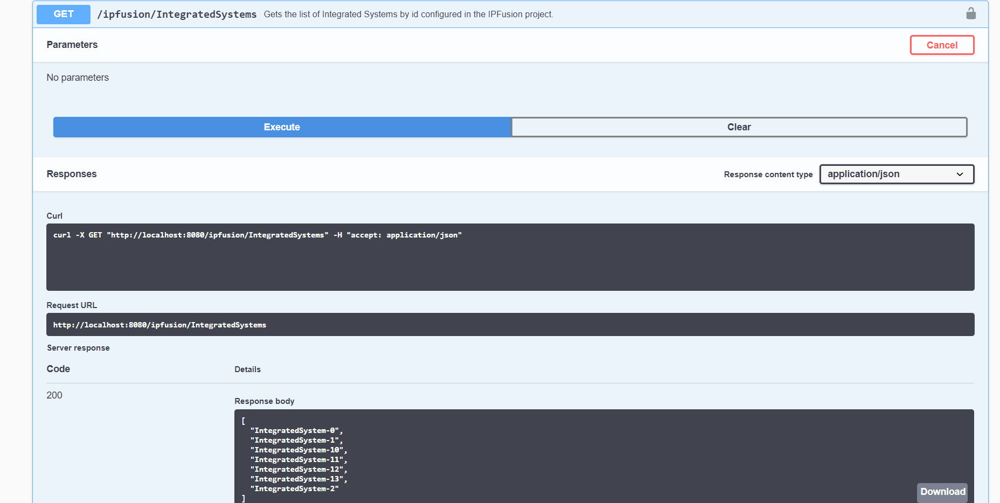 GET /ipfusion/IntegratedSystems Gets the list of Integrated Systems by id configured in the IPFusion project.
Parameters
Cancel
No parameters
Execute
Clear
Responses
Response content type application/json
Curl
curl -X GET "http://localhost:8080/ipfusion/IntegratedSystems" -H "accept: application/json"
Request URL
http://localhost:8080/ipfusion/IntegratedSystems
Server response
Code
Details
200
Response body
[
  "IntegratedSystem-0",
  "IntegratedSystem-1",
  "IntegratedSystem-10",
  "IntegratedSystem-11",
  "IntegratedSystem-12",
  "IntegratedSystem-13",
  "IntegratedSystem-2"
]
Download